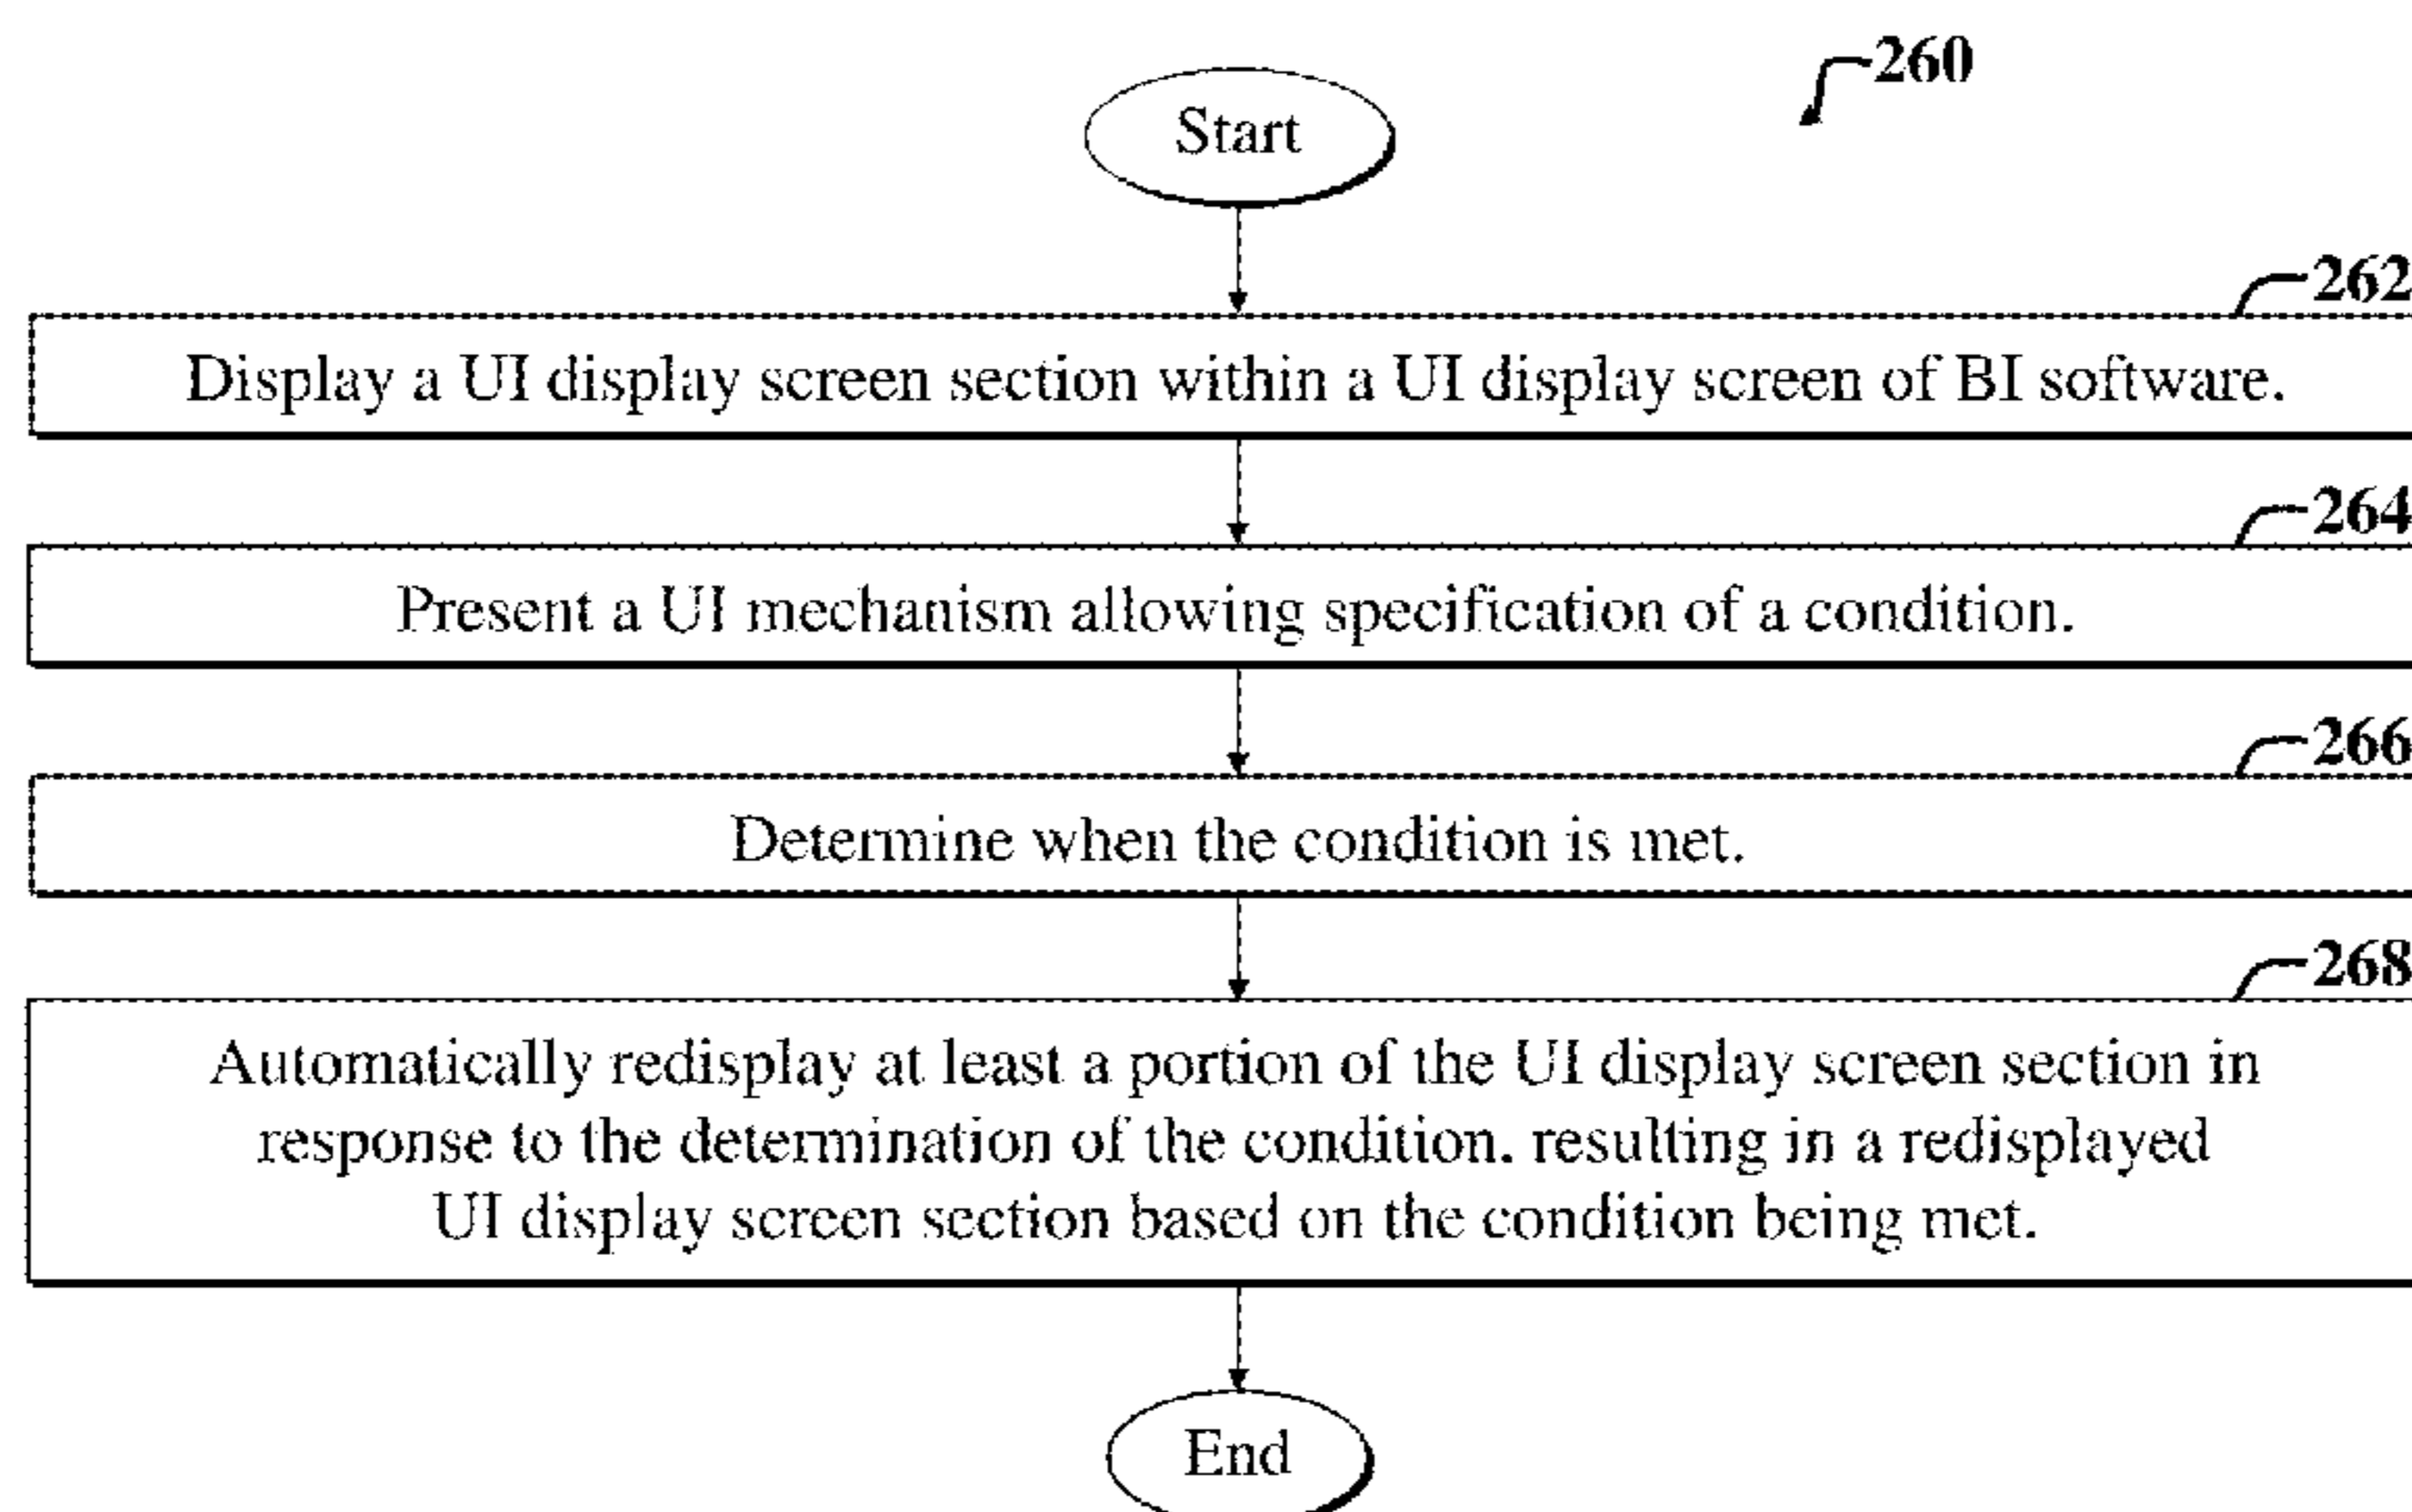 260
Start
262
Display a UI display screen section within a UI display screen of BI software.
264
Present a UI mechanism allowing specification of a condition.
266
Determine when the condition is met.
268
Automatically redisplay at least a portion of the UI display screen section in
response to the determination of the condition. resulting in a redisplayed
UI display screen section based on the condition being met.
End